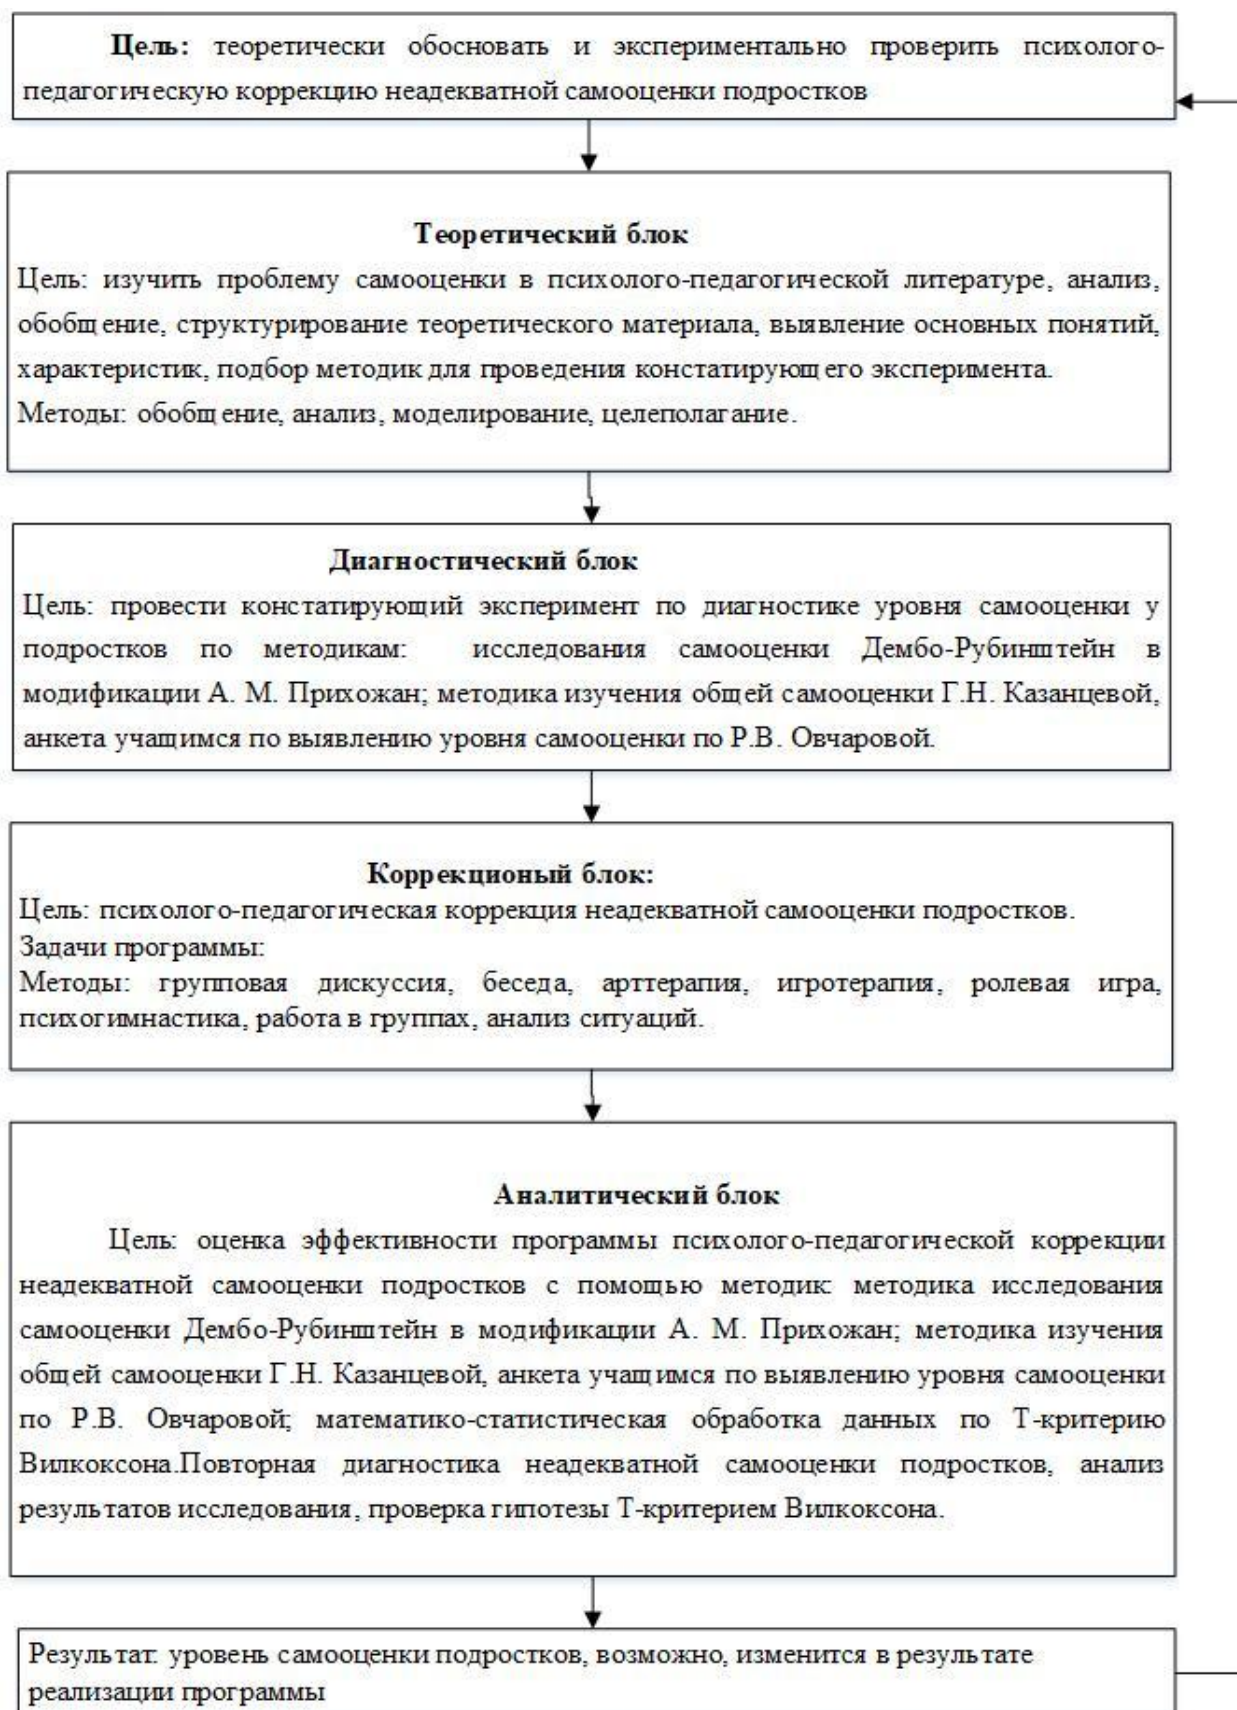 Цель: теоретически обосновать и экспериментально проверить психолого-
педагогическую коррекцию неадекватной самооценки подростков
Теоретический блок
Цель: изучить проблему самооценки в психолого-педагогической литературе, анализ,
обобщение, структурирование теоретического материала, выявление основных понятий,
характеристик, подбор методик для проведения констатирующего эксперимента.
Методы: обобщение, анализ, моделирование, целеполагание.
Диагностический блок
Цель: провести констатирующий эксперимент по диагностике уровня самооценки у
подростков по методикам: исследования самооценки Дембо-Рубинштейн в
модификации А. М. Прихожан; методика изучения общей самооценки Г.Н. Казанцевой,
анкета учащимся по выявлению уровня самооценки по Р.В. Овчаровой.
Коррекционый блок:
Цель: психолого-педагогическая коррекция неадекватной самооценки подростков.
Задачи программы:
Методы: групповая дискуссия, беседа, арттерапия, игротерапия, ролевая игра,
психогимнастика, работа в группах, анализ ситуаций.
Аналитический блок
Цель: оценка эффективности программы психолого-педагогической коррекции
неадекватной самооценки подростков с помощью методик: методика исследования
самооценки Дембо-Рубинштейн в модификации А. М. Прихожан; методика изучения
общей самооценки Г.Н. Казанцевой, анкета учащимся по выявлению уровня самооценки
по Р.В. Овчаровой; математико-статистическая обработка данных по Т-критерию
Вилкоксона.Повторная диагностика неадекватной самооценки подростков, анализ
результатов исследования, проверка гипотезы Т-критерием Вилкоксона.
Результат: уровень самооценки подростков, возможно, изменится в результате
реализации программы